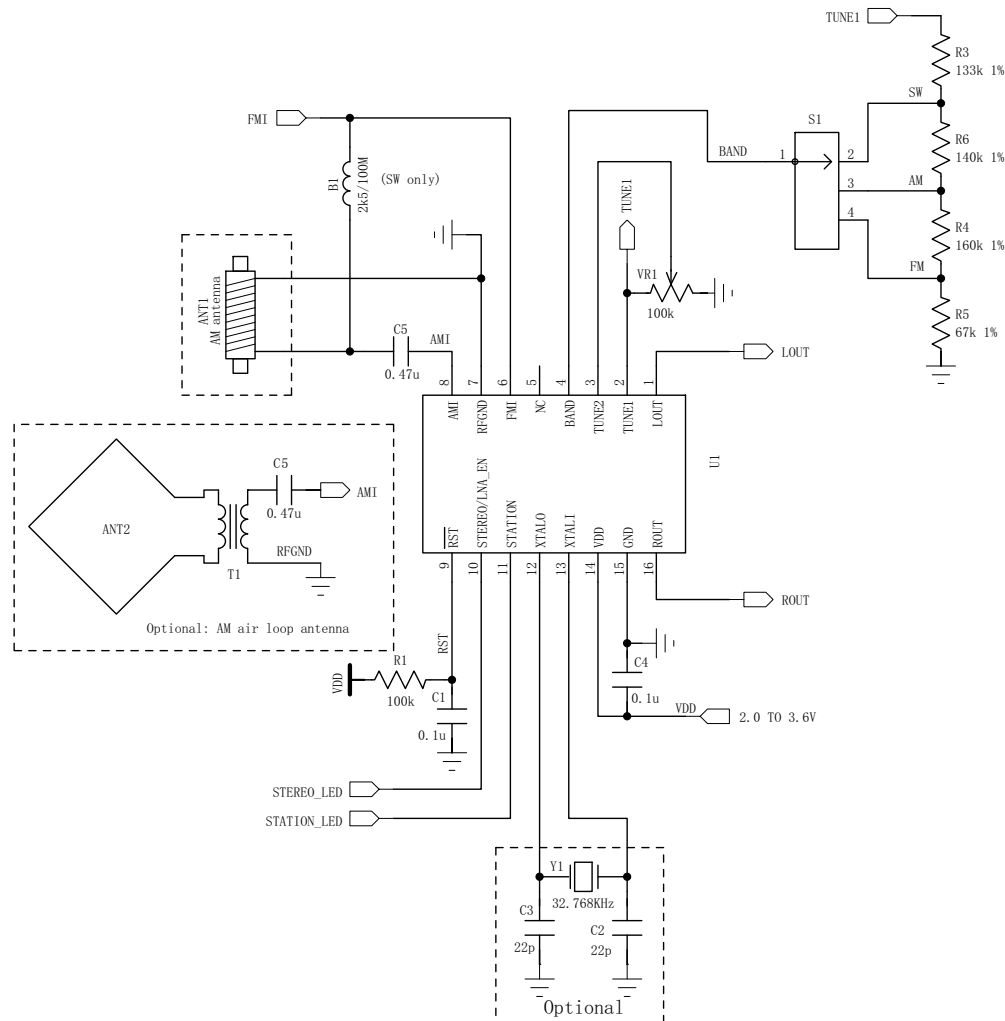 TUNE1
R3
133k 1%
SW
FMI
S1
R6
140k 1%
BAND
1
2
B1
2k5/100M
(SW only)
3
AM
TUNE1
4
R4
160k 1%
FM
ANT1
AM antenna
VR1
100k
R5
67k 1%
C5
AMI
0.47u
LOUT
8
7
6
5
4
3
2
1
AMI
RFGND
FMI
NC
BAND
TUNE2
TUNE1
LOUT
U1
C5
AMI
0.47u
ANT2
RFGND
T1
Optional: AM air loop antenna
RST
STEREO/LNA_EN
STATION
XTALO
XTALI
VDD
GND
ROUT
9
10
11
12
13
14
15
16
ROUT
RST
R1
VDD
100k
C1
0.1u
C4
0.1u
VDD
2.0 TO 3.6V
STEREO_LED
STATION_LED
Y1
32.768KHz
C3
22p
C2
22p
Optional